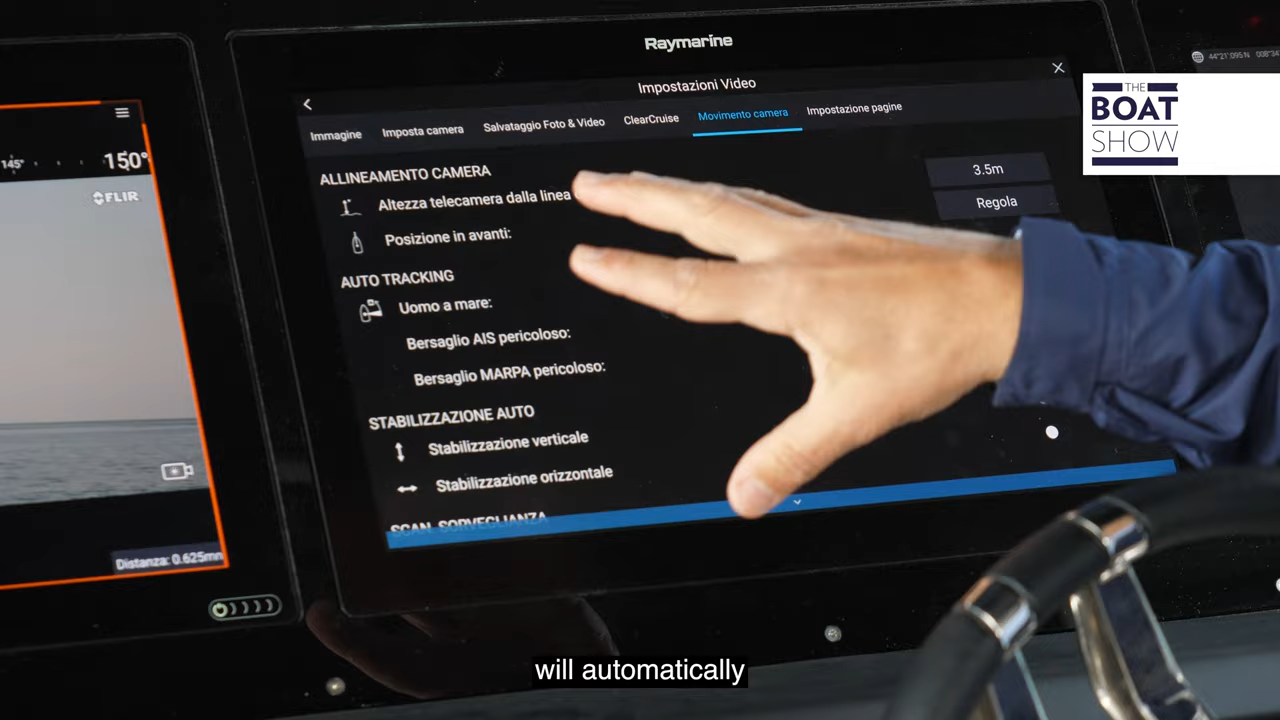 Raymarine
Impostazioni Video
Immagine
Imposta camera
Salvataggio Foto & Video
ClearCruise
Movimento camera
Impostazione pagine
ALLINEAMENTO CAMERA
Altezza telecamera dalla linea
3.5m
Posizione in avanti:
Regola
AUTO TRACKING
Uomo a mare:
Bersaglio AIS pericoloso:
Bersaglio MARPA pericoloso:
STABILIZZAZIONE AUTO
Stabilizzazione verticale
Stabilizzazione orizzontale
SCAN. SORVEGLIANZA
145°
150°
FLIR
Distanza: 0.625mn
THE
BOAT
SHOW
will automatically